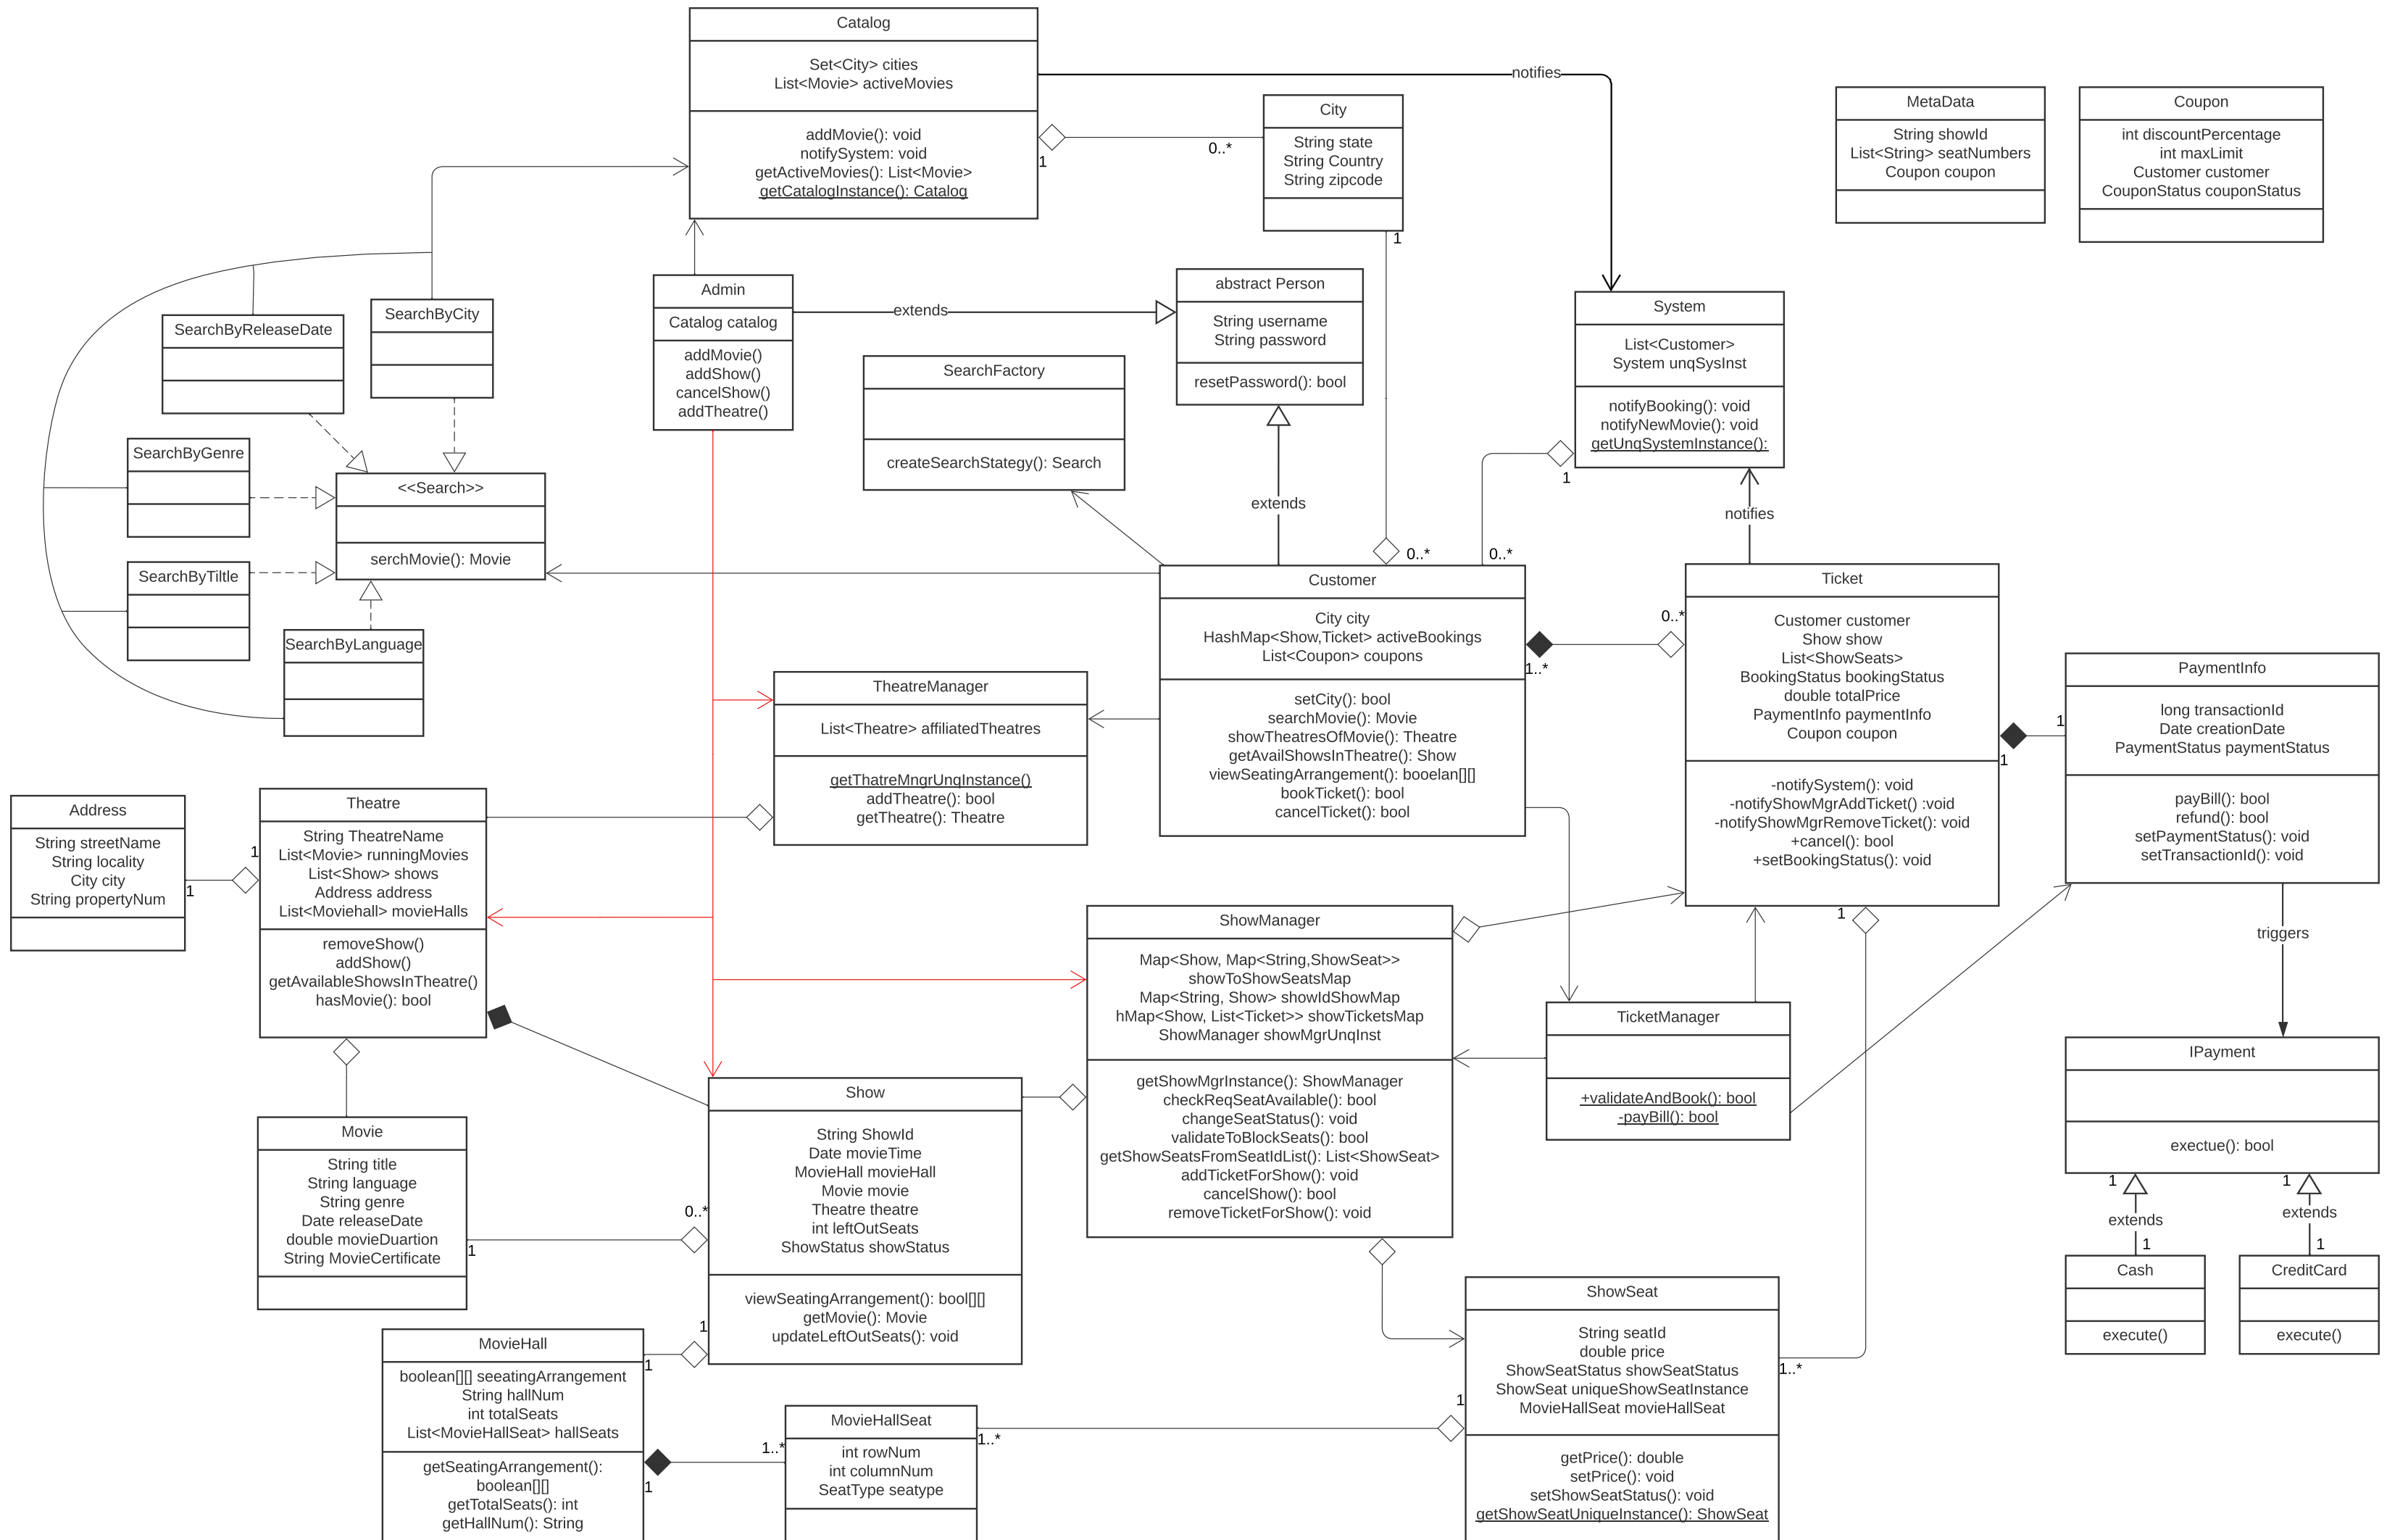 Catalog
Set<City> cities
List<Movie> activeMovies
addMovie(): void
notifySystem: void
getActiveMovies(): List<Movie>
getCatalogInstance(): Catalog
notifies
1
0..*
City
String state
String Country
String zipcode
1
MetaData
String showId
List<String> seatNumbers
Coupon coupon
Coupon
int discountPercentage
int maxLimit
Customer customer
CouponStatus couponStatus
Admin
Catalog catalog
addMovie()
addShow()
cancelShow()
addTheatre()
extends
abstract Person
String username
String password
resetPassword(): bool
extends
System
List<Customer>
System unqSysInst
notifyBooking(): void
notifyNewMovie(): void
getUnqSystemInstance():
1
notifies
SearchByReleaseDate
SearchByCity
SearchByGenre
<<Search>>
serchMovie(): Movie
SearchByTiltle
SearchByLanguage
SearchFactory
createSearchStategy(): Search
0..*
0..*
Customer
City city
HashMap<Show,Ticket> activeBookings
List<Coupon> coupons
setCity(): bool
searchMovie(): Movie
showTheatresOfMovie(): Theatre
getAvailShowsInTheatre(): Show
viewSeatingArrangement(): booelan[][]
bookTicket(): bool
cancelTicket(): bool
1..*
0..*
Ticket
Customer customer
Show show
List<ShowSeats>
BookingStatus bookingStatus
double totalPrice
PaymentInfo paymentInfo
Coupon coupon
-notifySystem(): void
-notifyShowMgrAddTicket() :void
-notifyShowMgrRemoveTicket(): void
+cancel(): bool
+setBookingStatus(): void
1
1
1
PaymentInfo
long transactionId
Date creationDate
PaymentStatus paymentStatus
payBill(): bool
refund(): bool
setPaymentStatus(): void
setTransactionId(): void
triggers
TheatreManager
List<Theatre> affiliatedTheatres
getThatreMngrUnqInstance()
addTheatre(): bool
getTheatre(): Theatre
Address
String streetName
String locality
City city
String propertyNum
1
1
Theatre
String TheatreName
List<Movie> runningMovies
List<Show> shows
Address address
List<Moviehall> movieHalls
removeShow()
addShow()
getAvailableShowsInTheatre()
hasMovie(): bool
ShowManager
Map<Show, Map<String,ShowSeat>>
showToShowSeatsMap
Map<String, Show> showIdShowMap
hMap<Show, List<Ticket>> showTicketsMap
ShowManager showMgrUnqInst
getShowMgrInstance(): ShowManager
checkReqSeatAvailable(): bool
changeSeatStatus(): void
validateToBlockSeats(): bool
getShowSeatsFromSeatIdList(): List<ShowSeat>
addTicketForShow(): void
cancelShow(): bool
removeTicketForShow(): void
TicketManager
+validateAndBook(): bool
-payBill(): bool
IPayment
exectue(): bool
1
extends
1
1
extends
1
Cash
execute()
CreditCard
execute()
Movie
String title
String language
String genre
Date releaseDate
double movieDuartion
String MovieCertificate
1
0..*
Show
String ShowId
Date movieTime
MovieHall movieHall
Movie movie
Theatre theatre
int leftOutSeats
ShowStatus showStatus
viewSeatingArrangement(): bool[][]
getMovie(): Movie
updateLeftOutSeats(): void
1
1
MovieHall
boolean[][] seeatingArrangement
String hallNum
int totalSeats
List<MovieHallSeat> hallSeats
getSeatingArrangement():
boolean[][]
getTotalSeats(): int
getHallNum(): String
1
1..*
MovieHallSeat
int rowNum
int columnNum
SeatType seatype
1..*
1
ShowSeat
String seatId
double price
ShowSeatStatus showSeatStatus
ShowSeat uniqueShowSeatInstance
MovieHallSeat movieHallSeat
getPrice(): double
setPrice(): void
setShowSeatStatus(): void
getShowSeatUniqueInstance(): ShowSeat
1..*